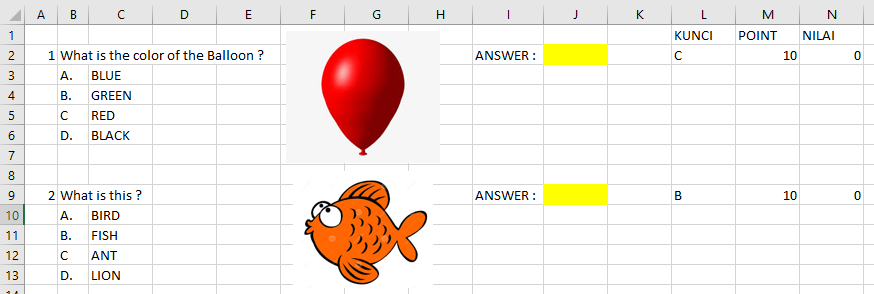 A B C D E F G H I J K L M N
1 KUNCI POINT NILAI
2 1 What is the color of the Balloon ? ANSWER : C 10 0
3 A. BLUE
4 B. GREEN
5 C RED
6 D. BLACK
7
8
9 2 What is this ? ANSWER : B 10 0
10 A. BIRD
11 B. FISH
12 C ANT
13 D. LION